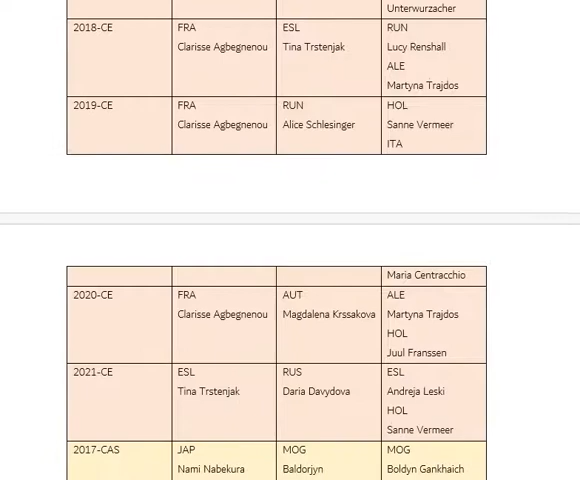 Unterwurzacher
2018-CE FRA ESL RUN
Clarisse Agbegnenou Tina Trstenjak Lucy Renshall
ALE
Martyna Trajdos
2019-CE FRA RUN HOL
Clarisse Agbegnenou Alice Schlesinger Sanne Vermeer
ITA
Maria Centracchio
2020-CE FRA AUT ALE
Clarisse Agbegnenou Magdalena Krssakova Martyna Trajdos
HOL
Juul Franssen
2021-CE ESL RUS ESL
Tina Trstenjak Daria Davydova Andreja Leski
HOL
Sanne Vermeer
2017-CAS JAP MOG MOG
Nami Nabekura Baldorjyn Boldyn Gankhaich